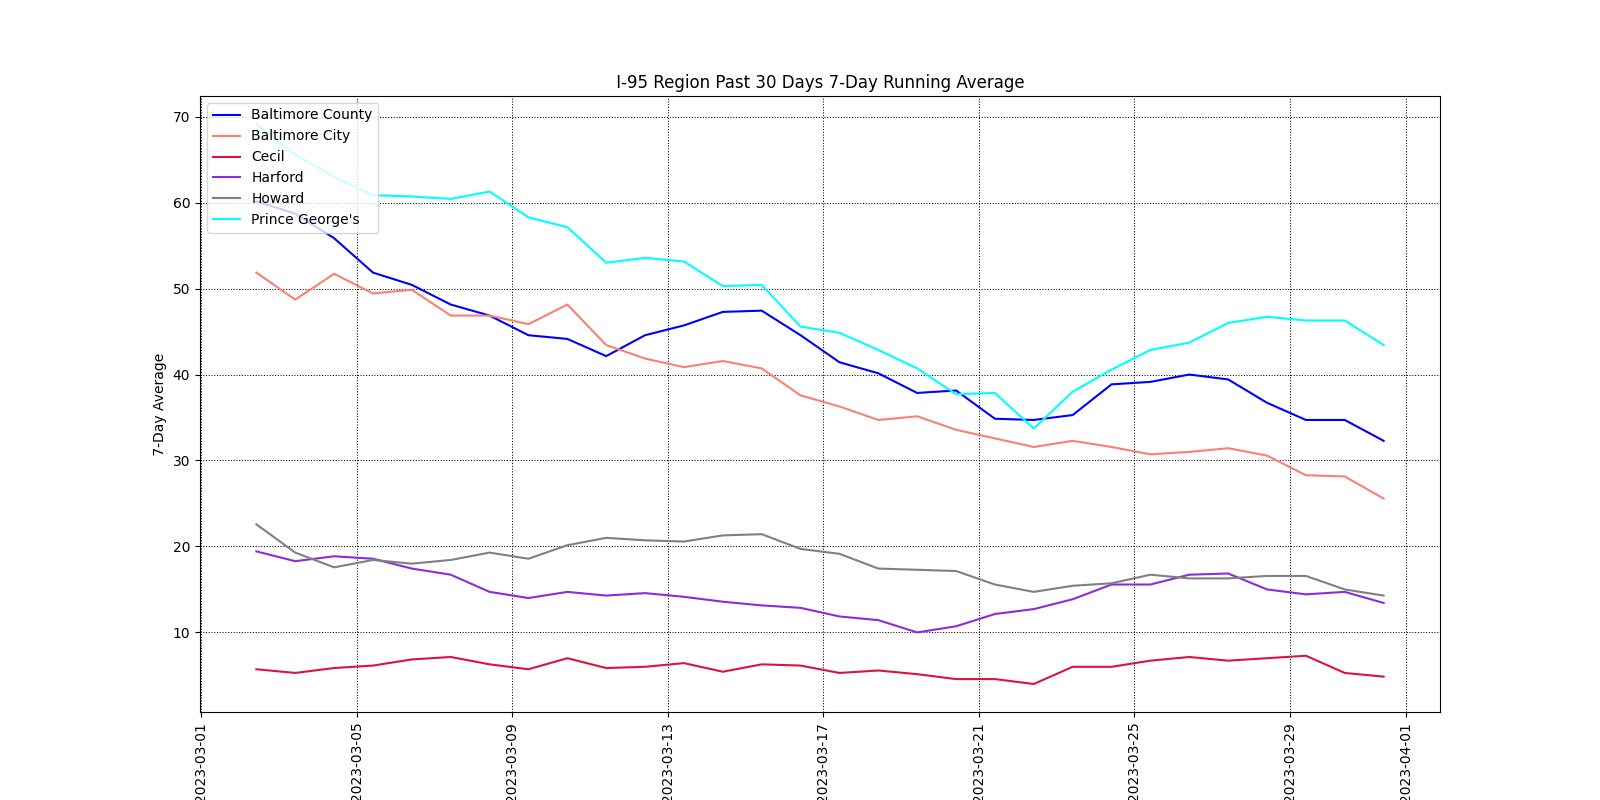 I-95 Region Past 30 Days 7-Day Running Average
Baltimore County
Baltimore City
Cecil
Harford
Howard
Prince George's
7-Day Average
70
60
50
40
30
20
10
2023-03-01
2023-03-05
2023-03-09
2023-03-13
2023-03-17
2023-03-21
2023-03-25
2023-03-29
2023-04-01